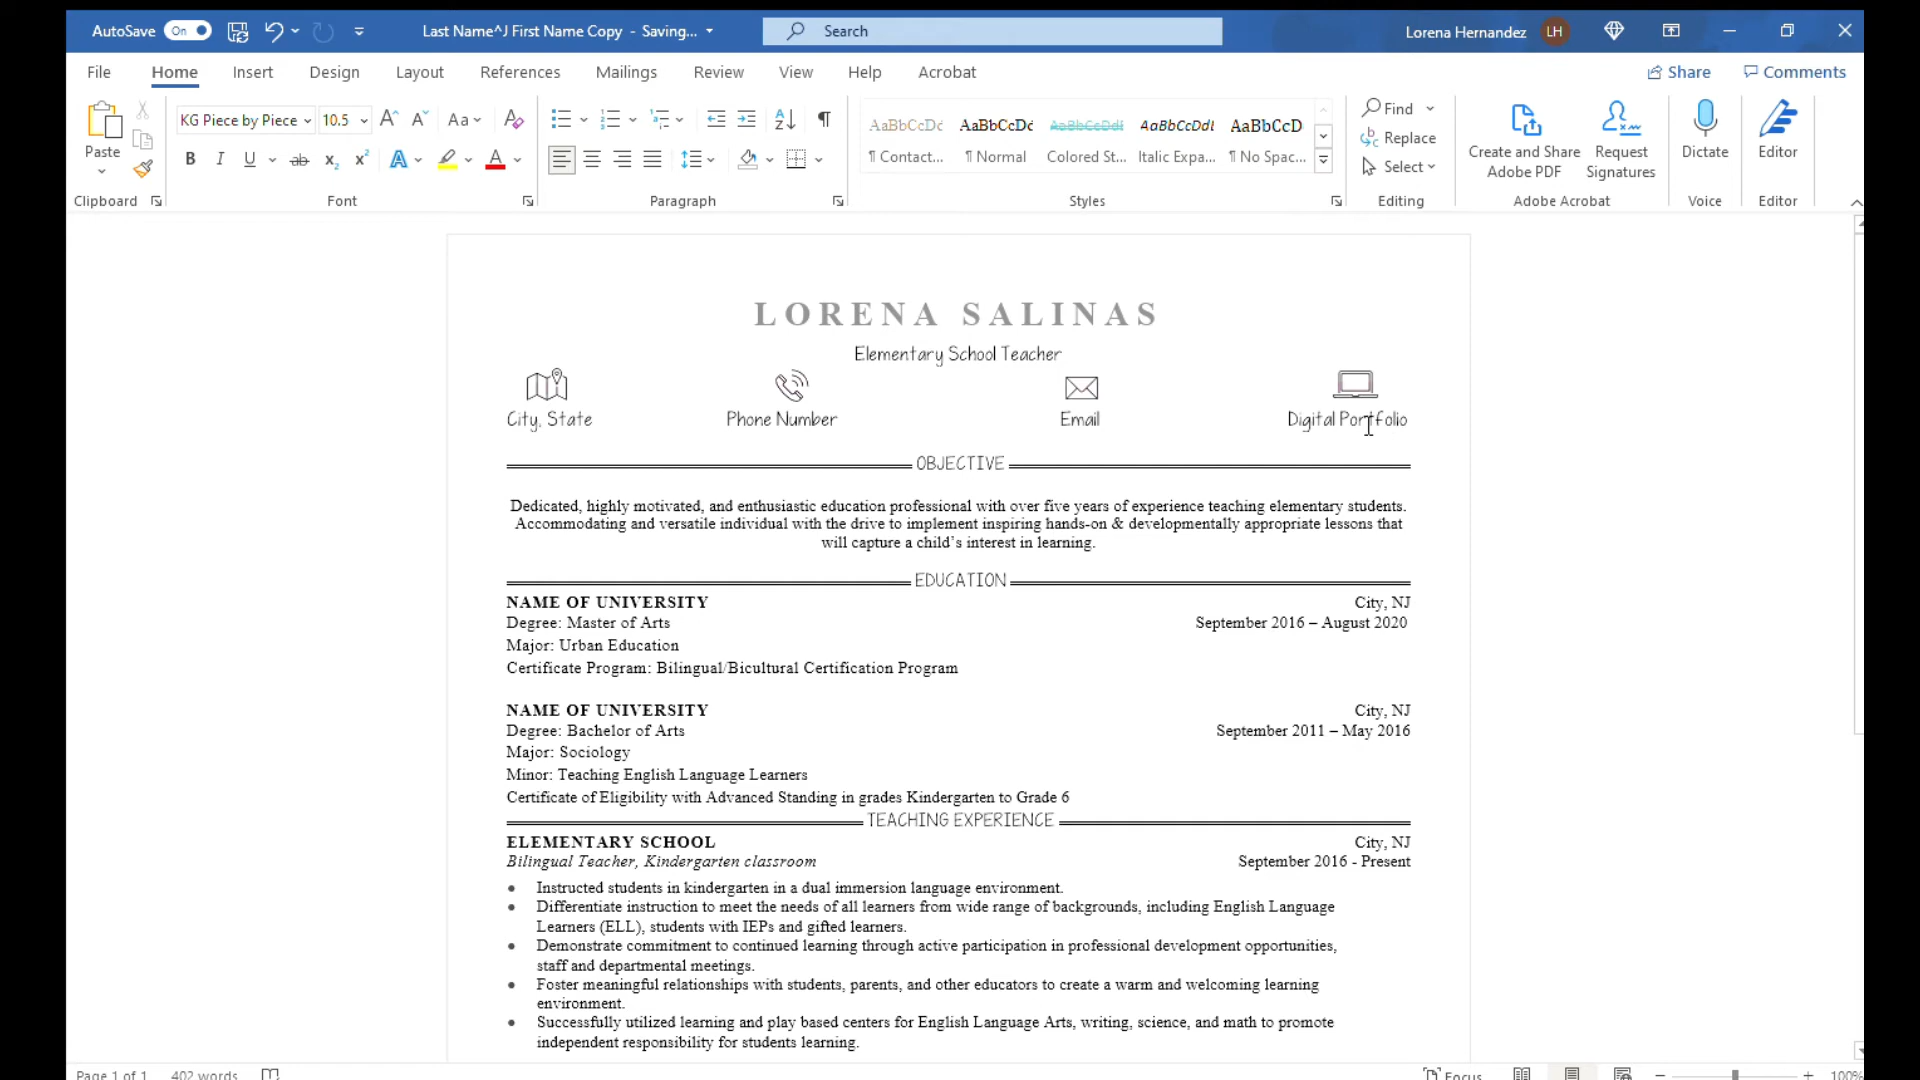 AutoSave On Last Name^J First Name Copy - Saving... Search Lorena Hernandez LH
File Home Insert Design Layout References Mailings Review View Help Acrobat Share Comments
Paste
KG Piece by Piece 10.5 Aa
AaBbCcDc AaBbCcDc AaBbCcDdI AaBbCcDdI AaBbCcD
¶ Contact... ¶ Normal Colored St... Italic Expa... ¶ No Spac...
Find
Replace
Select
Create and Share Adobe PDF
Request Signatures
Dictate
Editor
Clipboard Font Paragraph Styles Editing Adobe Acrobat Voice Editor
LORENA SALINAS
Elementary School Teacher
City, State Phone Number Email Digital Portfolio
OBJECTIVE
Dedicated, highly motivated, and enthusiastic education professional with over five years of experience teaching elementary students.
Accommodating and versatile individual with the drive to implement inspiring hands-on & developmentally appropriate lessons that
will capture a child’s interest in learning.
EDUCATION
NAME OF UNIVERSITY City, NJ
Degree: Master of Arts September 2016 – August 2020
Major: Urban Education
Certificate Program: Bilingual/Bicultural Certification Program
NAME OF UNIVERSITY City, NJ
Degree: Bachelor of Arts September 2011 – May 2016
Major: Sociology
Minor: Teaching English Language Learners
Certificate of Eligibility with Advanced Standing in grades Kindergarten to Grade 6
TEACHING EXPERIENCE
ELEMENTARY SCHOOL City, NJ
Bilingual Teacher, Kindergarten classroom September 2016 - Present
• Instructed students in kindergarten in a dual immersion language environment.
• Differentiate instruction to meet the needs of all learners from wide range of backgrounds, including English Language
Learners (ELL), students with IEPs and gifted learners.
• Demonstrate commitment to continued learning through active participation in professional development opportunities,
staff and departmental meetings.
• Foster meaningful relationships with students, parents, and other educators to create a warm and welcoming learning
environment.
• Successfully utilized learning and play based centers for English Language Arts, writing, science, and math to promote
independent responsibility for students learning.
Page 1 of 1 402 words Focus 100%